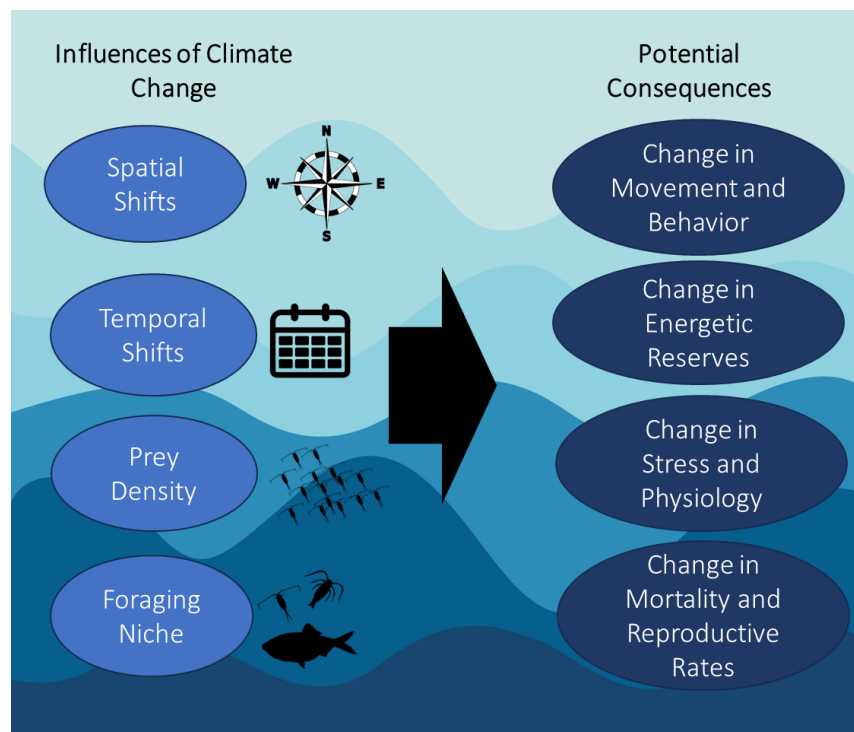 Influences of Climate
Change
Potential
Consequences
Spatial
Shifts
N
W
E
S
Change in
Movement and
Behavior
Temporal
Shifts
Change in
Energetic
Reserves
Prey
Density
Change in
Stress and
Physiology
Foraging
Niche
Change in
Mortality and
Reproductive
Rates